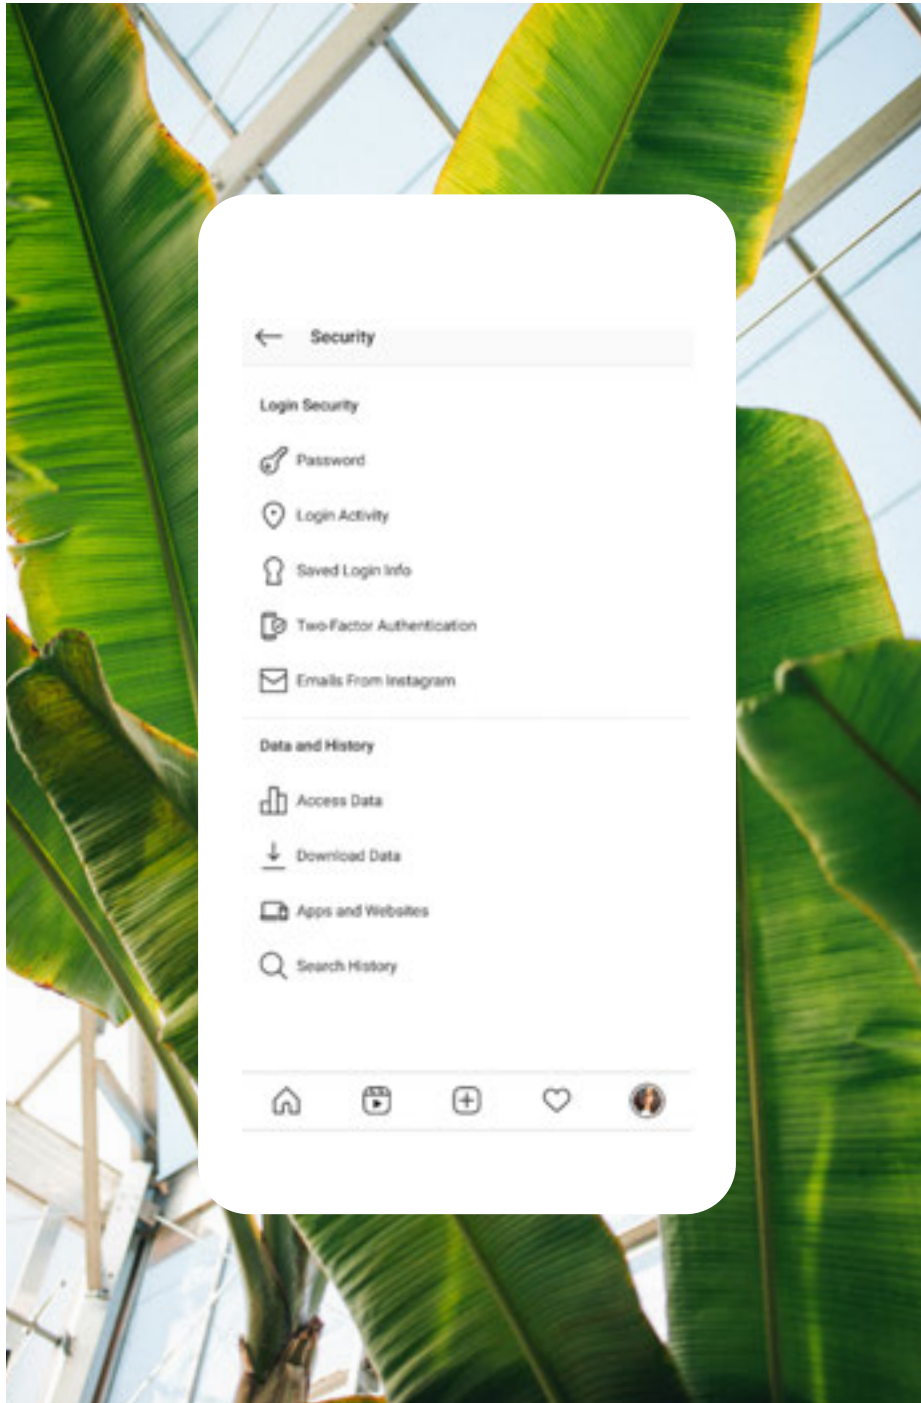 Security
Login Security
Password
Login Activity
Saved Login Info
Two-Factor Authentication
Emails From Instagram
Data and History
Access Data
Download Data
Apps and Websites
Search History